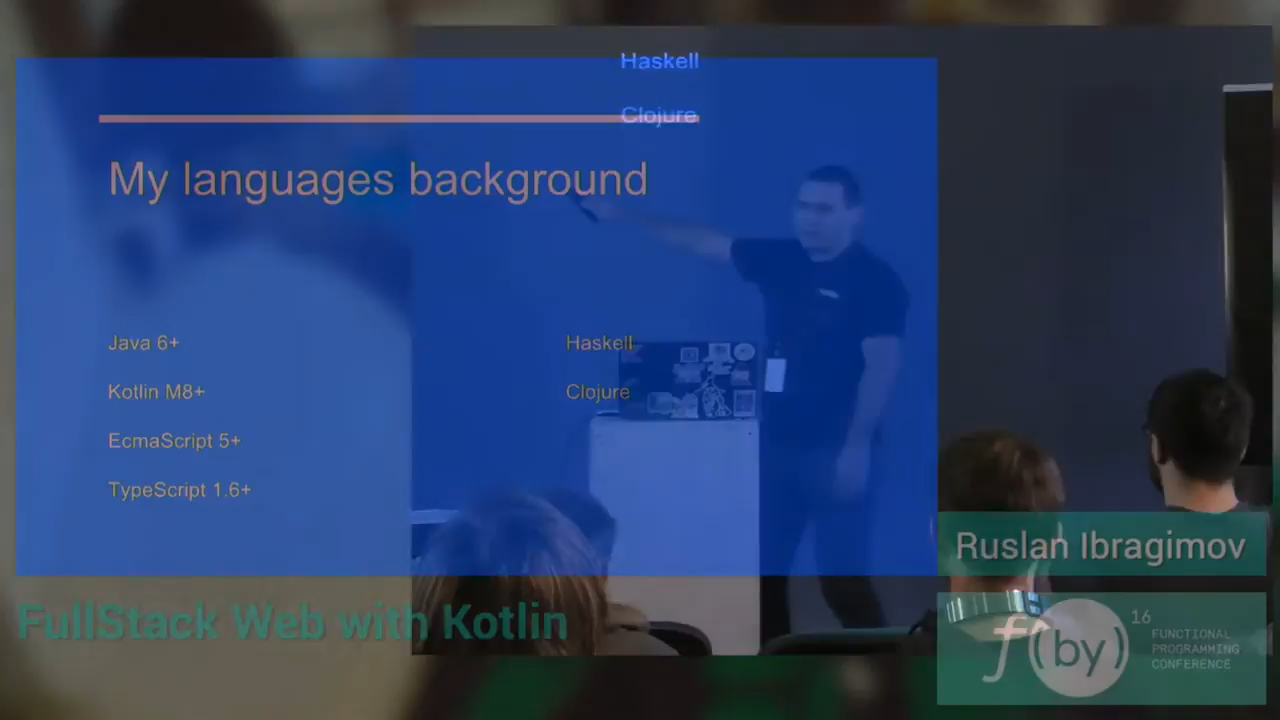 Haskell
Clojure
My languages background
Java 6+
Haskell
Kotlin M8+
Clojure
EcmaScript 5+
TypeScript 1.6+
Ruslan Ibragimov
FullStack Web with Kotlin
f(by) 16
FUNCTIONAL
PROGRAMMING
CONFERENCE